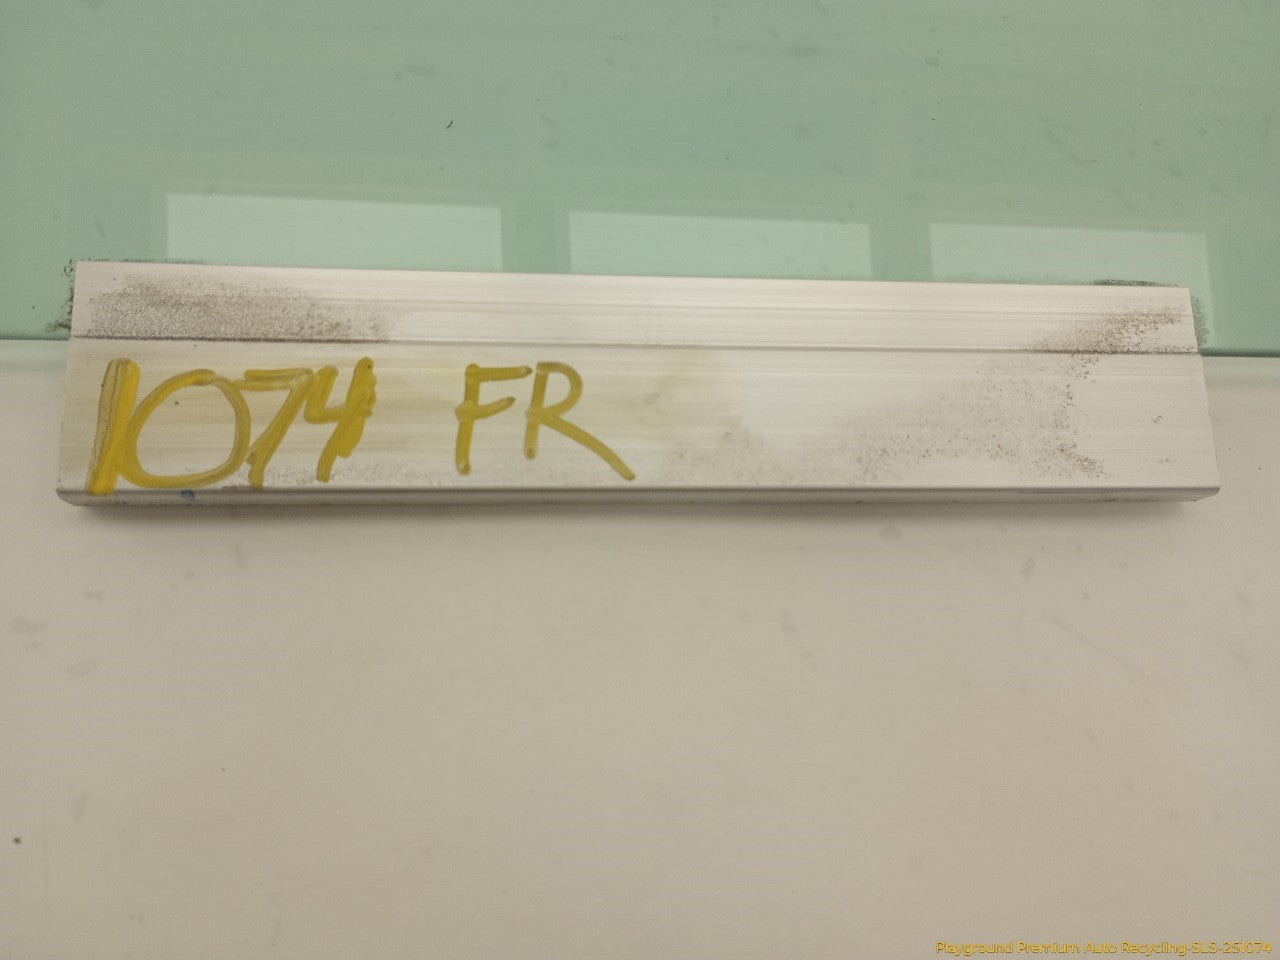 1074 FR
Playground Premium Auto Recycling-SLS-251074